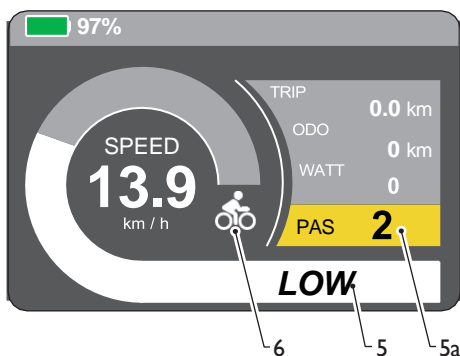 97%
SPEED
13.9
km / h
TRIP
0.0 km
ODO
0 km
WATT
0
PAS 2
LOW
6
5
5a